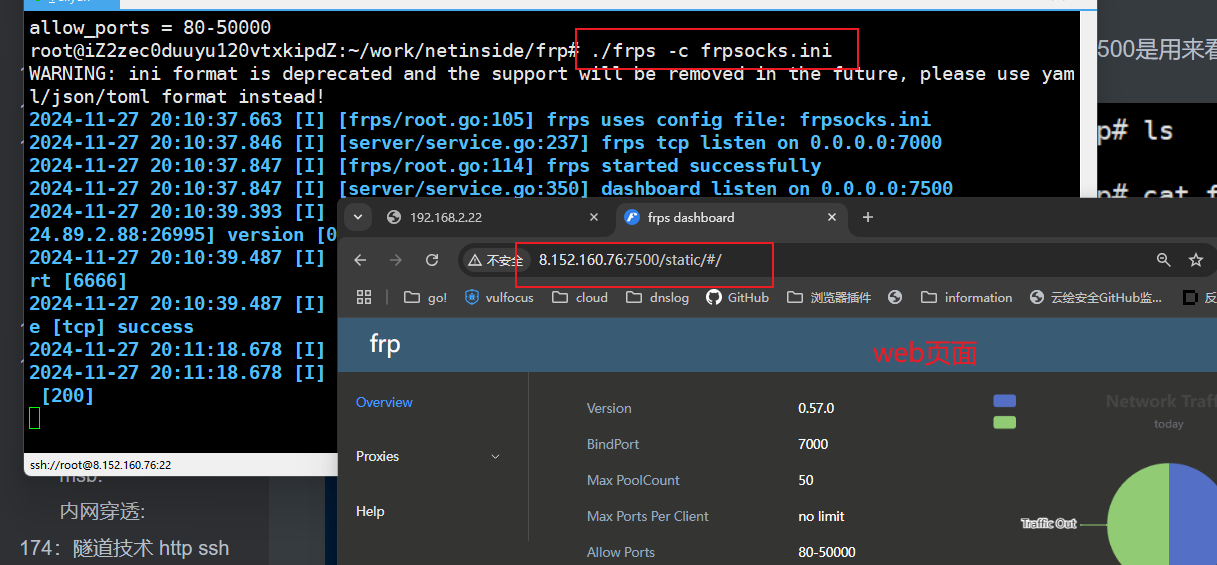 allow_ports = 80-50000
root@iZ2zec0duuyu120vtxkipdZ:~/work/netinside/frp# ./frps -c frpsocks.ini
WARNING: ini format is deprecated and the support will be removed in the future, please use yam
l/json/toml format instead!
2024-11-27 20:10:37.663 [I] [frps/root.go:105] frps uses config file: frpsocks.ini
2024-11-27 20:10:37.846 [I] [server/service.go:237] frps tcp listen on 0.0.0.0:7000
2024-11-27 20:10:37.847 [I] [frps/root.go:114] frps started successfully
2024-11-27 20:10:37.847 [I] [server/service.go:350] dashboard listen on 0.0.0.0:7500
2024-11-27 20:10:39.393 [I]
24.89.2.88:26995] version [0
2024-11-27 20:10:39.487 [I]
rt [6666]
2024-11-27 20:10:39.487 [I]
e [tcp] success
2024-11-27 20:11:18.678 [I]
2024-11-27 20:11:18.678 [I]
[200]
ssh://root@8.152.160.76:22
500是用来看
p# ls
p# cat f
192.168.2.22
frps dashboard
不安全
8.152.160.76:7500/static/#/
go!
vulfocus
cloud
dnslog
GitHub
浏览器插件
information
云绘安全GitHub监...
反
frp
web页面
Overview
Proxies
Help
Version 0.57.0
BindPort 7000
Max PoolCount 50
Max Ports Per Client no limit
Allow Ports 80-50000
Network Traff
today
Traffic Out
msb:
内网穿透:
174：隧道技术 http ssh